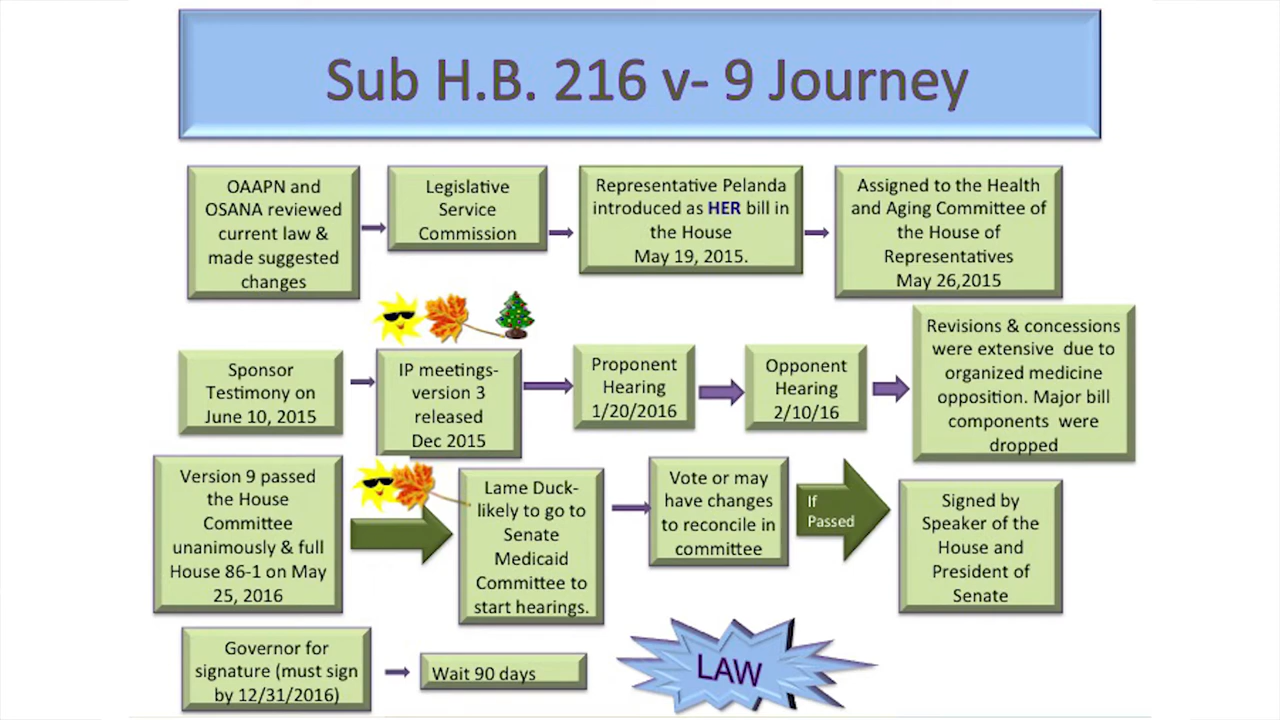 Sub H.B. 216 v- 9 Journey
OAAPN and
OSANA reviewed
current law &
made suggested
changes
Legislative
Service
Commission
Representative Pelanda
introduced as HER bill in
the House
May 19, 2015.
Assigned to the Health
and Aging Committee of
the House of
Representatives
May 26,2015
Sponsor
Testimony on
June 10, 2015
IP meetings-
version 3
released
Dec 2015
Proponent
Hearing
1/20/2016
Opponent
Hearing
2/10/16
Revisions & concessions
were extensive due to
organized medicine
opposition. Major bill
components were
dropped
Version 9 passed
the House
Committee
unanimously & full
House 86-1 on May
25, 2016
Lame Duck-
likely to go to
Senate
Medicaid
Committee to
start hearings.
Vote or may
have changes
to reconcile in
committee
If
Passed
Signed by
Speaker of the
House and
President of
Senate
Governor for
signature (must sign
by 12/31/2016)
Wait 90 days
LAW